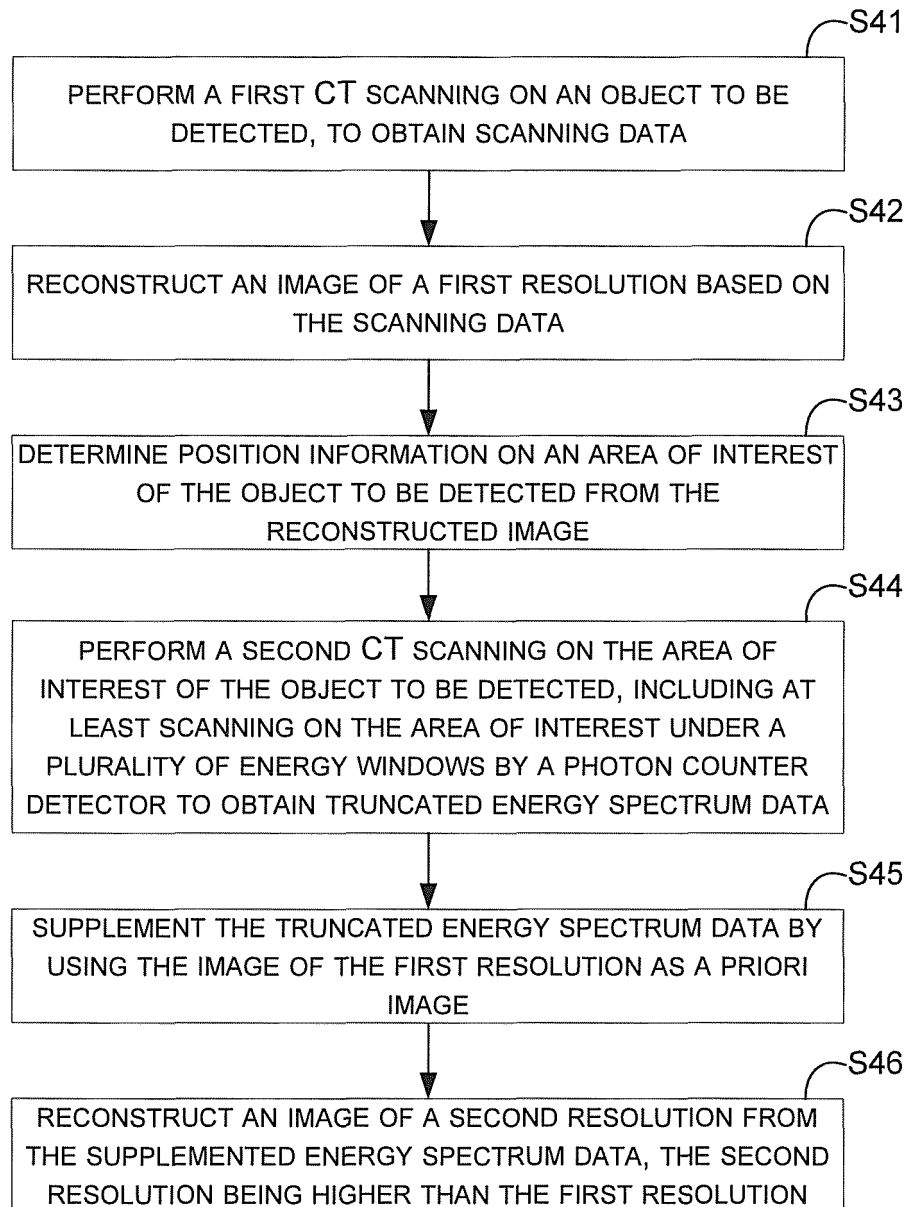 S41
PERFORM A FIRST CT SCANNING ON AN OBJECT TO BE
DETECTED, TO OBTAIN SCANNING DATA
S42
RECONSTRUCT AN IMAGE OF A FIRST RESOLUTION BASED ON
THE SCANNING DATA
S43
DETERMINE POSITION INFORMATION ON AN AREA OF INTEREST
OF THE OBJECT TO BE DETECTED FROM THE
RECONSTRUCTED IMAGE
S44
PERFORM A SECOND CT SCANNING ON THE AREA OF
INTEREST OF THE OBJECT TO BE DETECTED, INCLUDING AT
LEAST SCANNING ON THE AREA OF INTEREST UNDER A
PLURALITY OF ENERGY WINDOWS BY A PHOTON COUNTER
DETECTOR TO OBTAIN TRUNCATED ENERGY SPECTRUM DATA
S45
SUPPLEMENT THE TRUNCATED ENERGY SPECTRUM DATA BY
USING THE IMAGE OF THE FIRST RESOLUTION AS A PRIORI
IMAGE
S46
RECONSTRUCT AN IMAGE OF A SECOND RESOLUTION FROM
THE SUPPLEMENTED ENERGY SPECTRUM DATA, THE SECOND
RESOLUTION BEING HIGHER THAN THE FIRST RESOLUTION